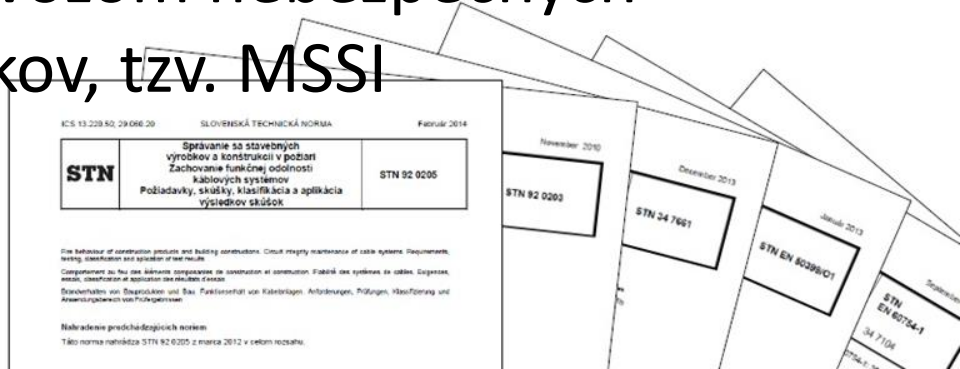 kov, tzv. MSSI
ICS 13.220.50; 29.060.20 SLOVENSKÁ TECHNICKÁ NORMA Február 2014
STN
Správanie sa stavebných
výrobkov a konštrukcií v požiari
Zachovanie funkčnej odolnosti
káblových systémov
Požiadavky, skúšky, klasifikácia a aplikácia
výsledkov skúšok
STN 92 0205
Fire behaviour of construction products and building constructions. Circuit integrity maintenance of cable systems. Requirements,
testing, classification and aplication of test results
Comportement au feu des éléments composantes de construction et construction. Fiabilité des systèmes de câbles. Exigences,
essais, classification et application des résultats d'essais
Brandverhalten von Bauprodukten und Bau. Funktionserhalt von Kabelanlagen. Anforderungen, Prüfungen, Klassifizierung und
Anwendungsbereich von Prüfergebnissen
Nahradenie predchádzajúcich noriem
Táto norma nahrádza STN 92 0205 z marca 2012 v celom rozsahu.
November 2010
STN 92 0203
December 2013
STN 34 7661
Január 2013
STN EN 50399/O1
September
STN
EN 60754-1
34 7104